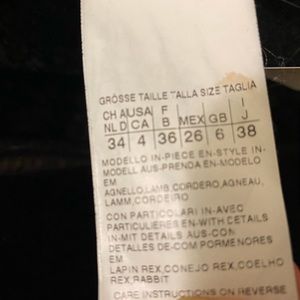 GRÖSSE TAILLE TALLA SIZE TAGLIA
CH A USA F I
NL D CA B MEX GB J
34 4 36 26 6 38
MODELLO IN-PIECE EN-STYLE IN-
MODELL AUS-PRENDA EN-MODELO
EM
AGNELLO,LAMB,CORDERO,AGNEAU,
LAMM,CORDEIRO
CON PARTICOLARI IN-AVEC
PARTICULIERES EN-WITH DETAILS
IN-MIT DETAILS AUS-CON
DETALLES DE-COM PORMENORES
EM
LAPIN REX,CONEJO REX,COELHO
REX,RABBIT
CARE INSTRUCTIONS ON REVERSE